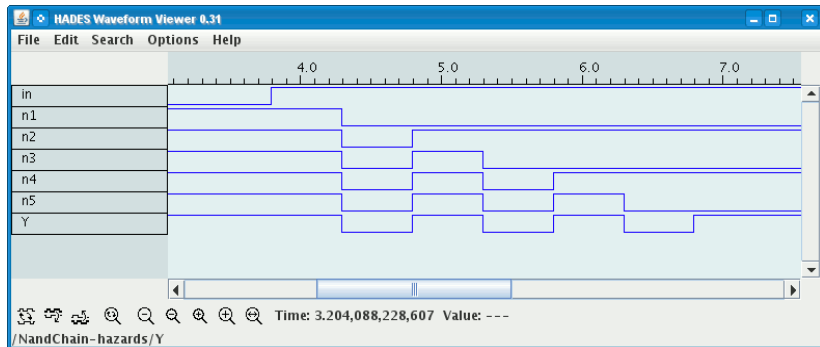 HADES Waveform Viewer 0.31
File Edit Search Options Help
4.0 5.0 6.0 7.0
in
n1
n2
n3
n4
n5
Y
Time: 3.204,088,228,607 Value: ---
/NandChain-hazards/Y